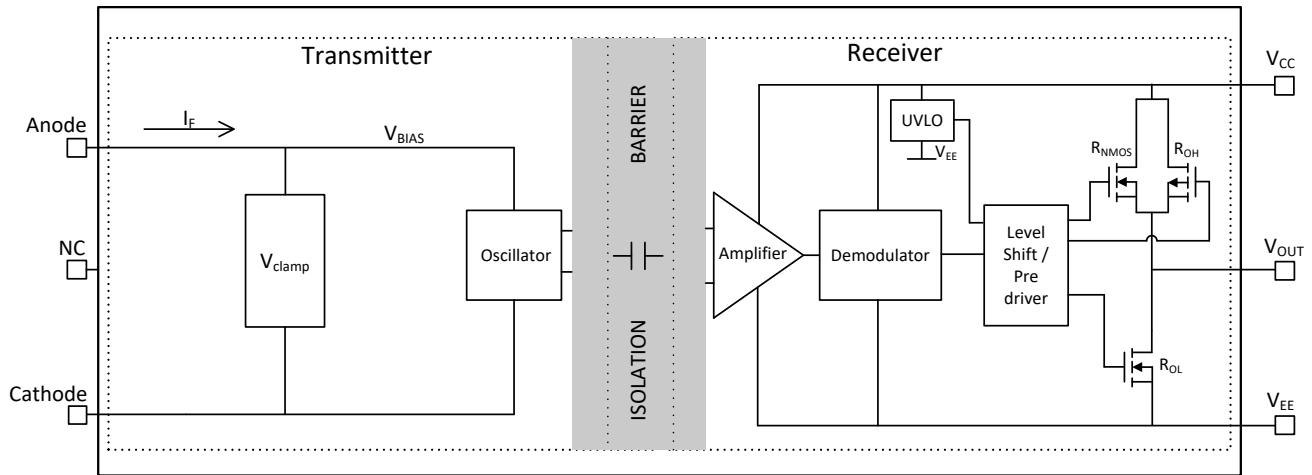 Transmitter
Receiver
Anode
I_F
V_BIAS
NC
V_clamp
Oscillator
Cathode
BARRIER
ISOLATION
V_CC
UVLO
V_EE
R_NMOS
R_OH
Amplifier
Demodulator
Level
Shift /
Pre
driver
V_OUT
R_OL
V_EE